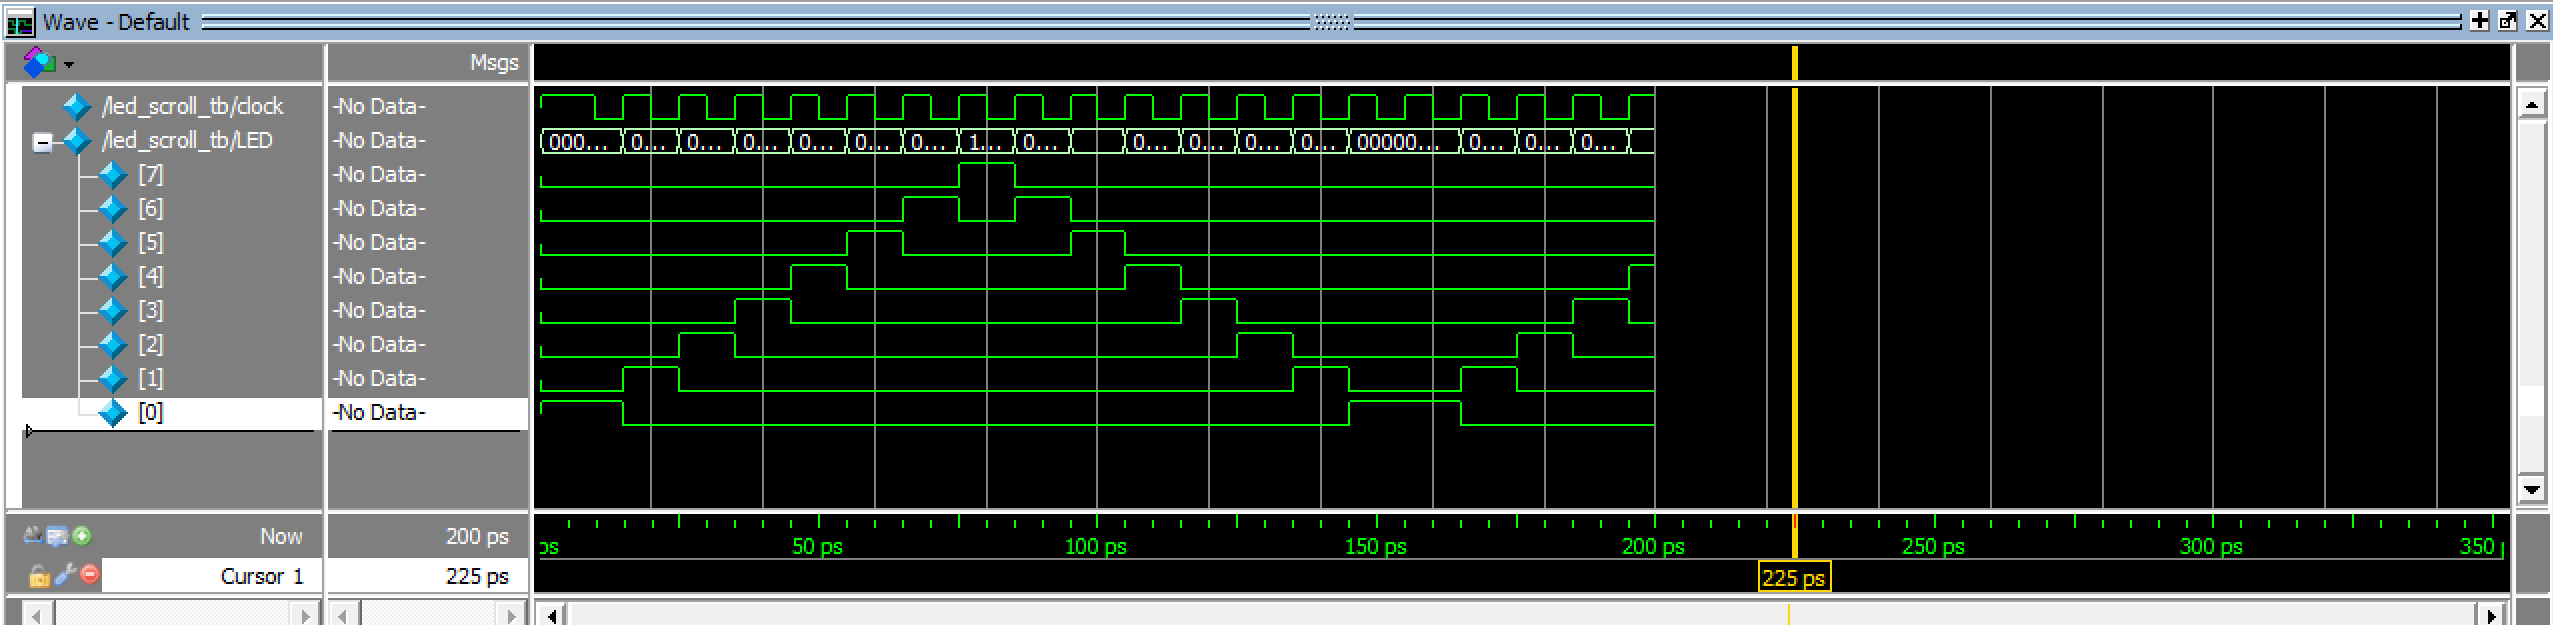 Wave - Default
Msgs
/led_scroll_tb/clock -No Data-
/led_scroll_tb/LED -No Data- 000... 0... 0... 0... 0... 0... 0... 1... 0... 0... 0... 0... 0... 00000... 0... 0... 0...
[7] -No Data-
[6] -No Data-
[5] -No Data-
[4] -No Data-
[3] -No Data-
[2] -No Data-
[1] -No Data-
[0] -No Data-
Now 200 ps ps 50 ps 100 ps 150 ps 200 ps 250 ps 300 ps 350 p
Cursor 1 225 ps 225 ps